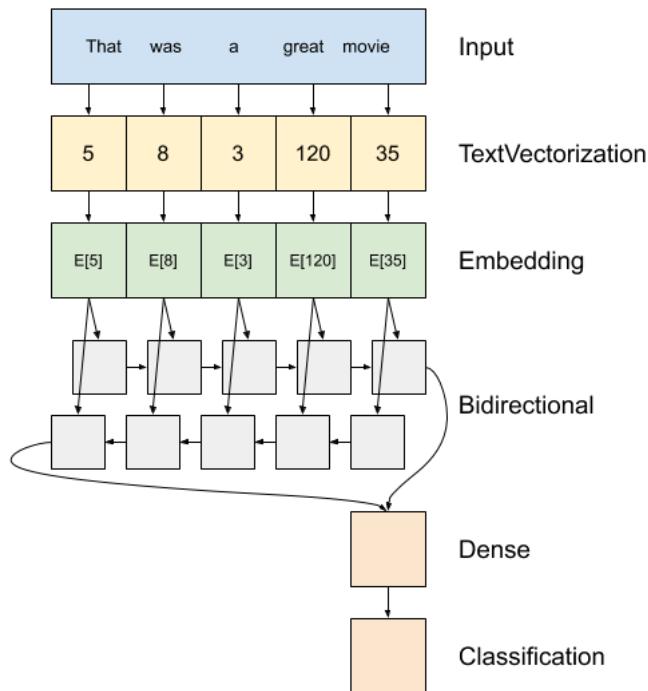 That was a great movie Input
5 8 3 120 35 TextVectorization
E[5] E[8] E[3] E[120] E[35] Embedding
Bidirectional
Dense
Classification